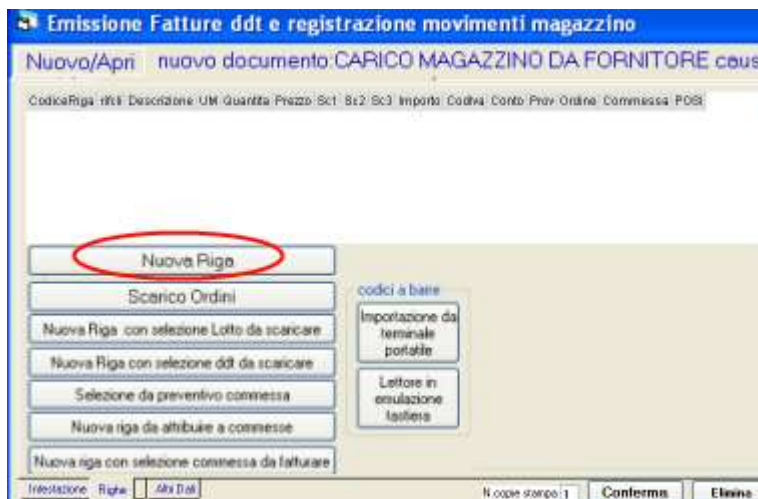 Emissione Fatture ddt e registrazione movimenti magazzino
Nuovo/Apri nuovo documento:CARICO MAGAZZINO DA FORNITORE caus
CodiceRiga rifcli Descrizione UM Quantita Prezzo Sc1 Sc2 Sc3 Importo CodIva Conto Prov Ordine Commessa POSI
Nuova Riga
Scarico Ordini
Nuova Riga con selezione Lotto da scaricare
Nuova Riga con selezione ddt da scaricare
Selezione da preventivo commessa
Nuova riga da attribuire a commesse
Nuova riga con selezione commessa da fatturare
codici a barre
Importazione da
terminale
portatile
Lettore in
emulazione
tastiera
Intestazione Righe Altri Dati
N.copie stampa 1 Conferma Elimina